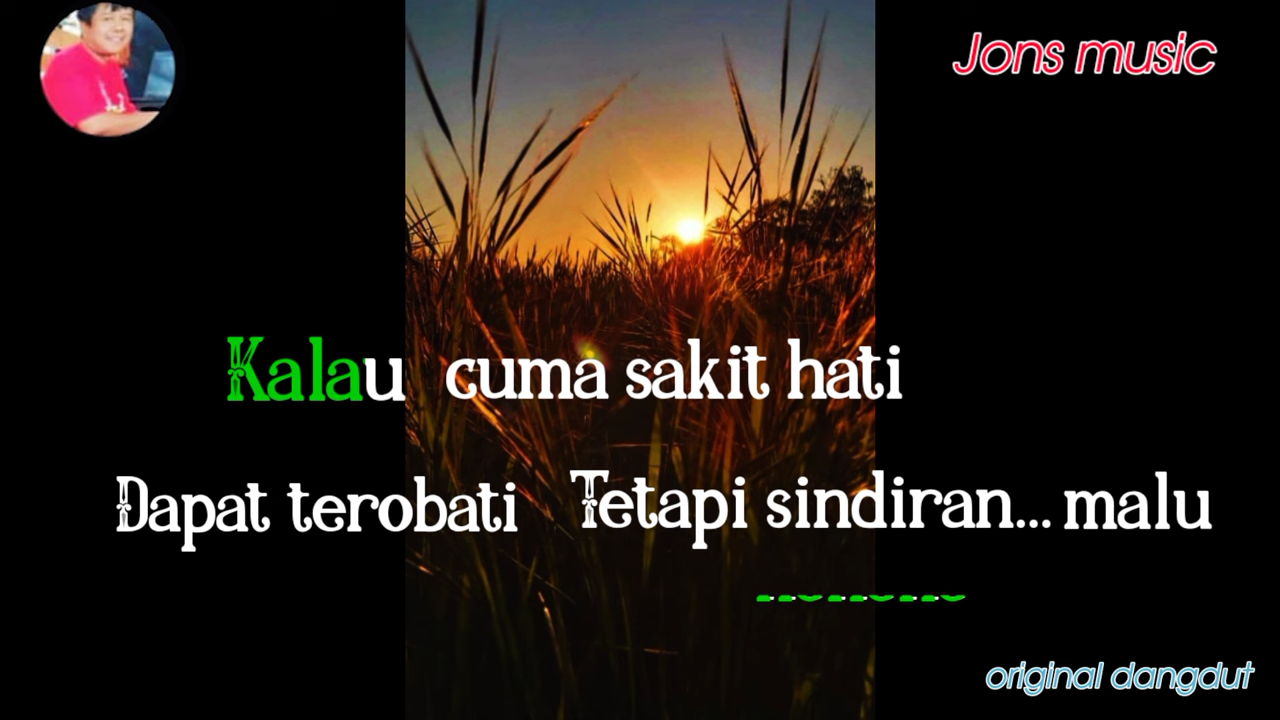 Jons music
Kalau cuma sakit hati
Dapat terobati Tetapi sindiran... malu
original dangdut